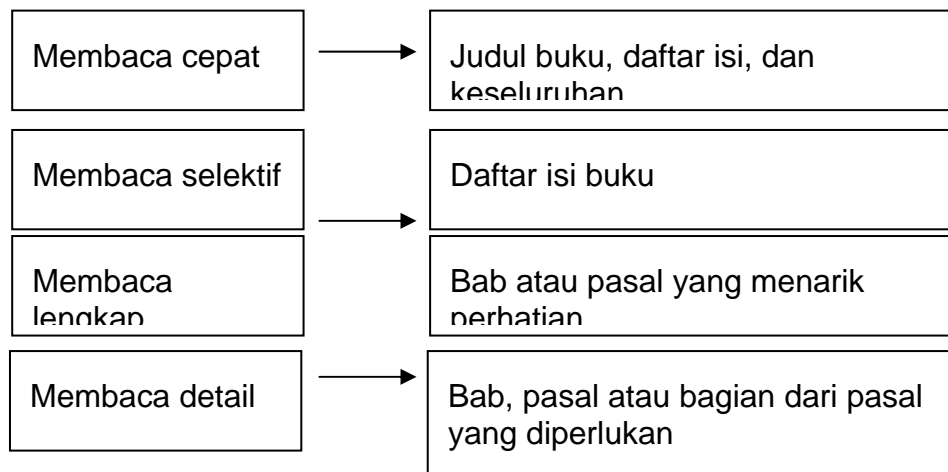 Membaca cepat
Judul buku, daftar isi, dan
keseluruhan
Membaca selektif
Daftar isi buku
Membaca
lengkap
Bab atau pasal yang menarik
perhatian
Membaca detail
Bab, pasal atau bagian dari pasal
yang diperlukan